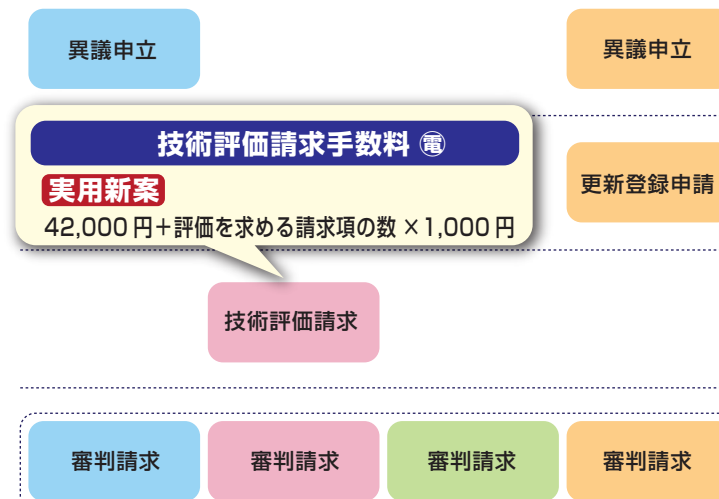 異議申立
異議申立
技術評価請求手数料 ㊡
実用新案
42,000円+評価を求める請求項の数×1,000円
更新登録申請
技術評価請求
審判請求
審判請求
審判請求
審判請求